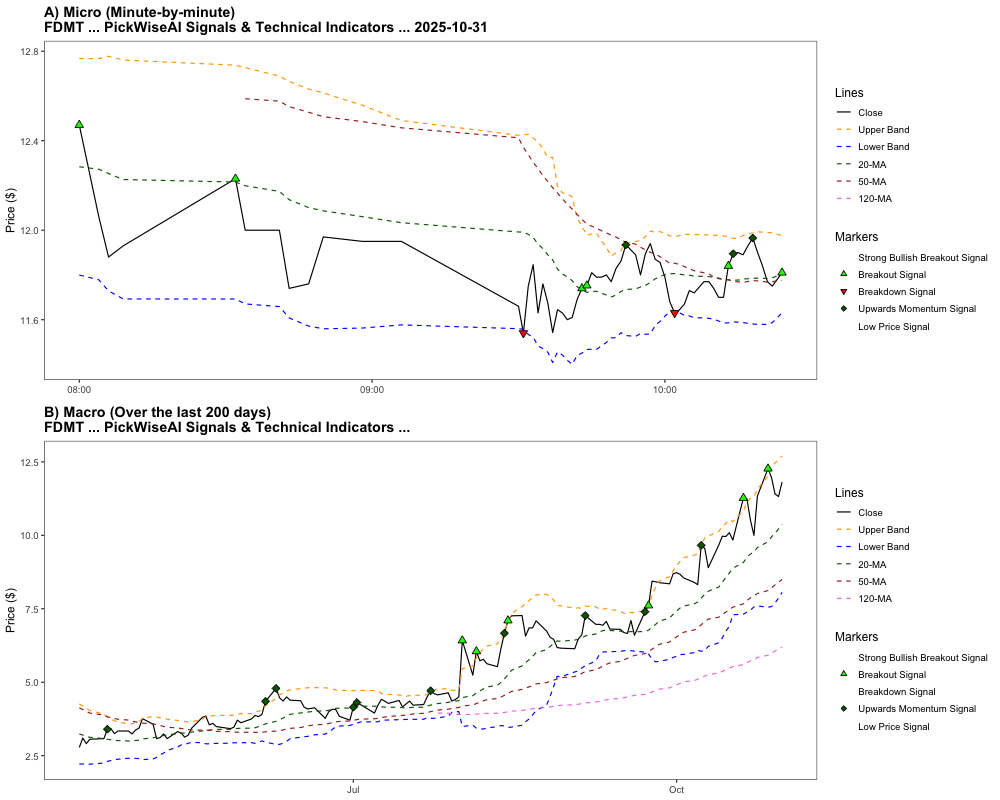 A) Micro (Minute-by-minute)
FDMT ... PickWiseAI Signals & Technical Indicators ... 2025-10-31
12.8
12.4
12.0
11.6
Price ($)
08:00
09:00
10:00
Lines
Close
Upper Band
Lower Band
20-MA
50-MA
120-MA
Markers
Strong Bullish Breakout Signal
Breakout Signal
Breakdown Signal
Upwards Momentum Signal
Low Price Signal
B) Macro (Over the last 200 days)
FDMT ... PickWiseAI Signals & Technical Indicators ...
12.5
10.0
7.5
5.0
2.5
Price ($)
Jul
Oct
Lines
Close
Upper Band
Lower Band
20-MA
50-MA
120-MA
Markers
Strong Bullish Breakout Signal
Breakout Signal
Breakdown Signal
Upwards Momentum Signal
Low Price Signal